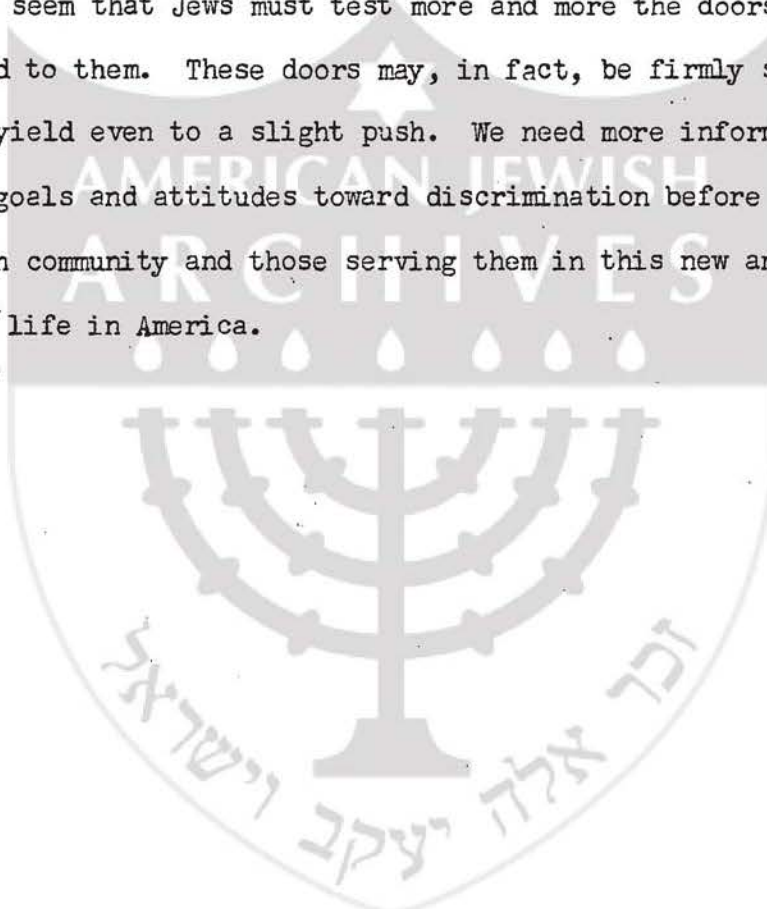 seem that Jews must test more and more the doors
d to them. These doors may, in fact, be firmly s
yield even to a slight push. We need more inform
goals and attitudes toward discrimination before
n community and those serving them in this new ar
life in America.
AMERICAN JEWISH
ARCHIVES
זכר אלה יעקב וישראל